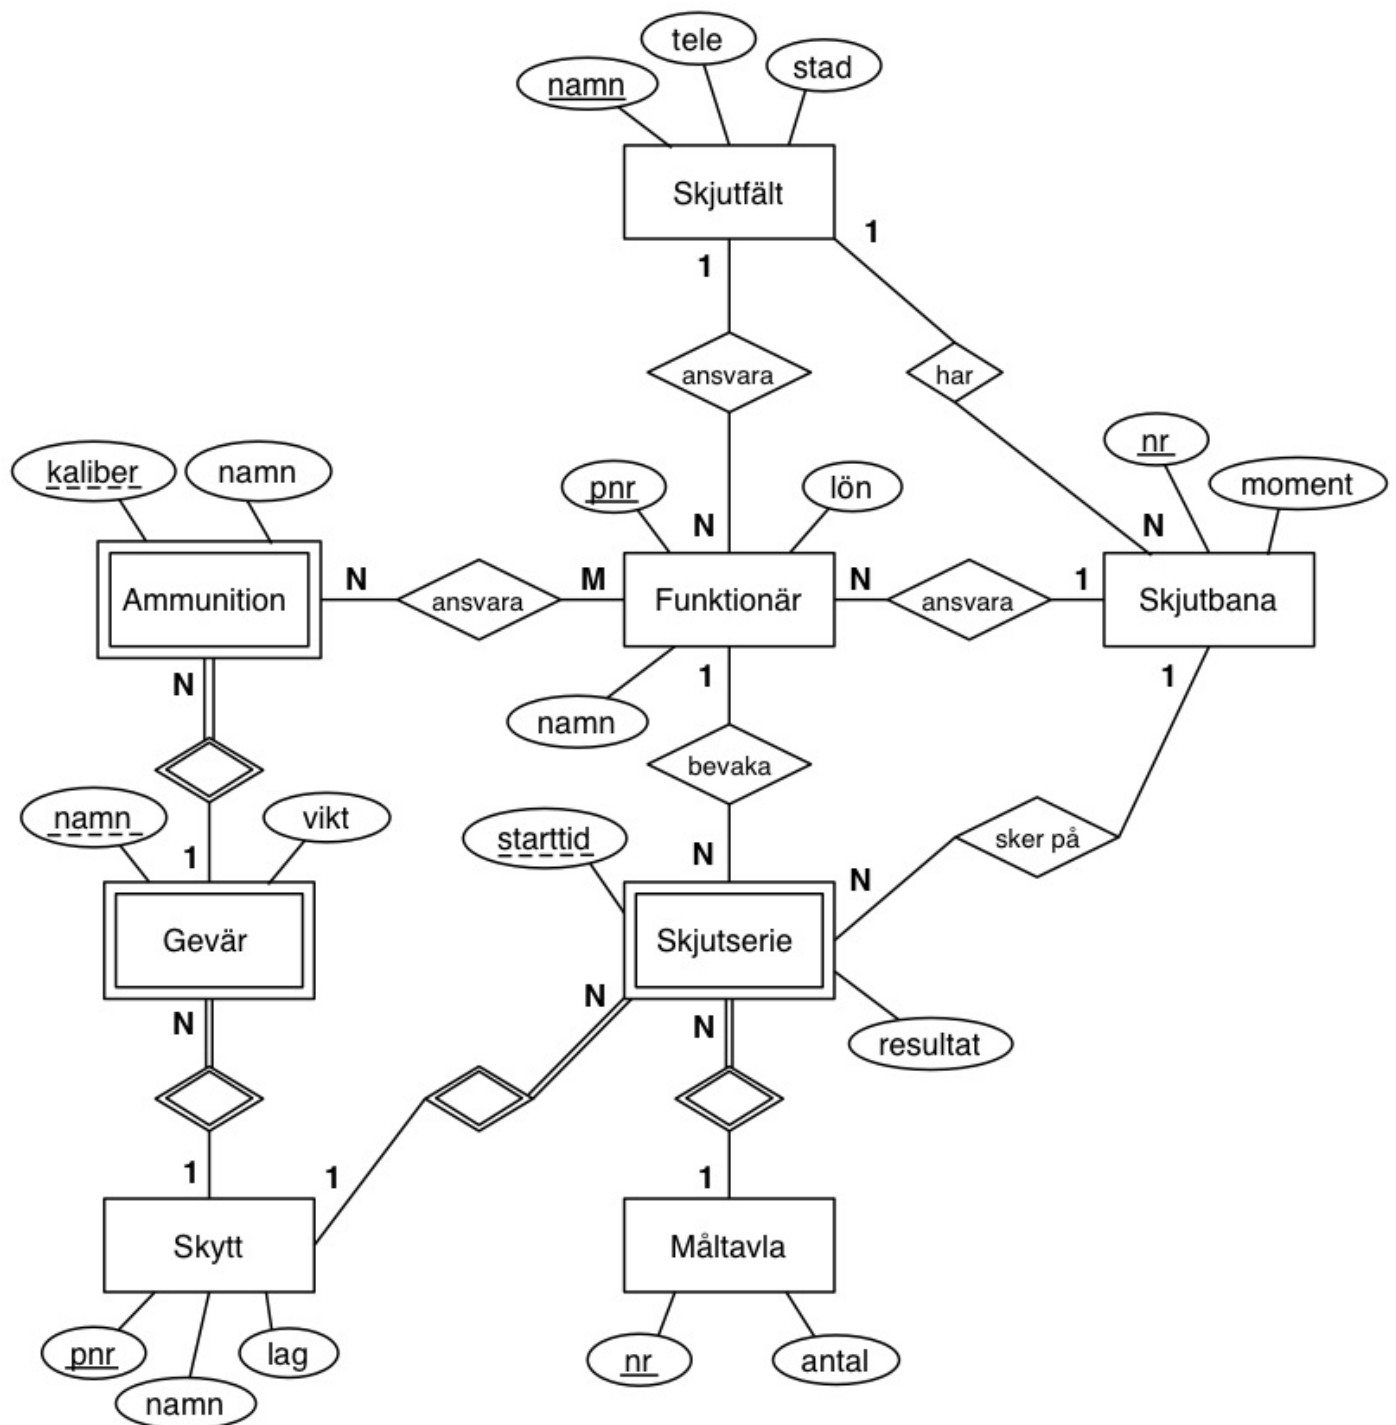 tele
namn
stad
Skjutfält
1
1
ansvara
har
kaliber
namn
pnr
lön
nr
moment
N
N
Ammunition
N
ansvara
M
Funktionär
N
ansvara
1
Skjutbana
N
1
1
namn
bevaka
namn
vikt
starttid
sker på
1
N
N
Gevär
Skjutserie
N
N
N
resultat
1
1
1
Skytt
Måltavla
pnr
lag
namn
nr
antal